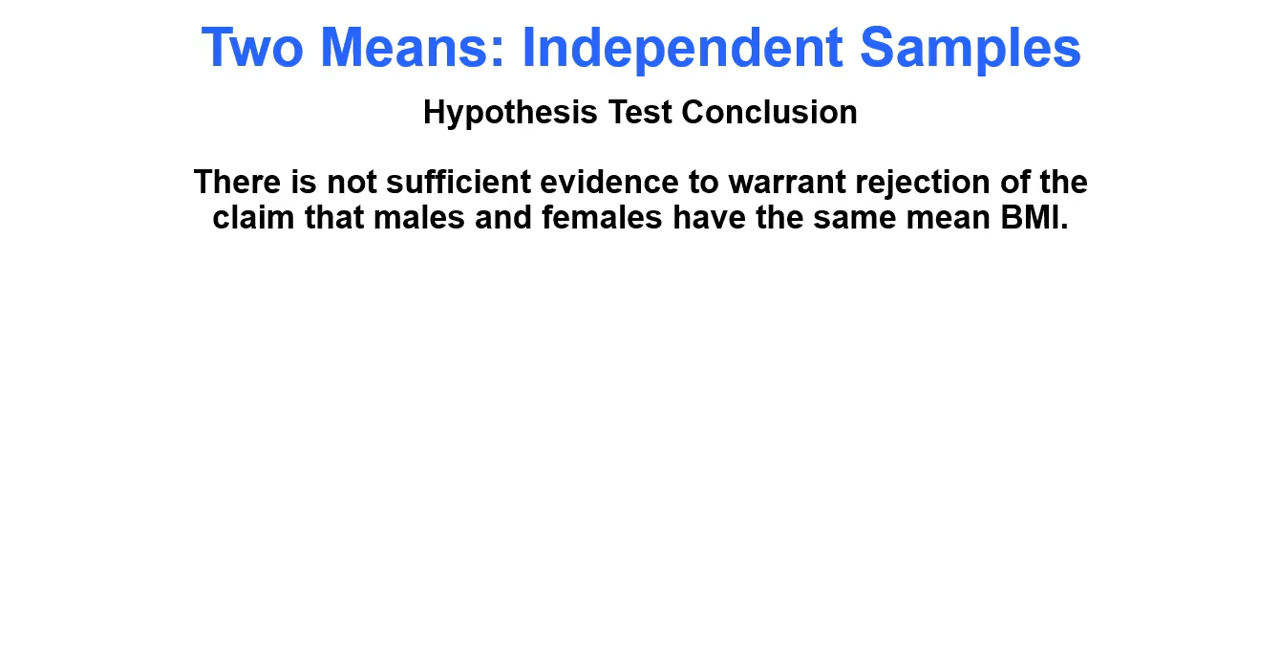 Two Means: Independent Samples
Hypothesis Test Conclusion
There is not sufficient evidence to warrant rejection of the
claim that males and females have the same mean BMI.